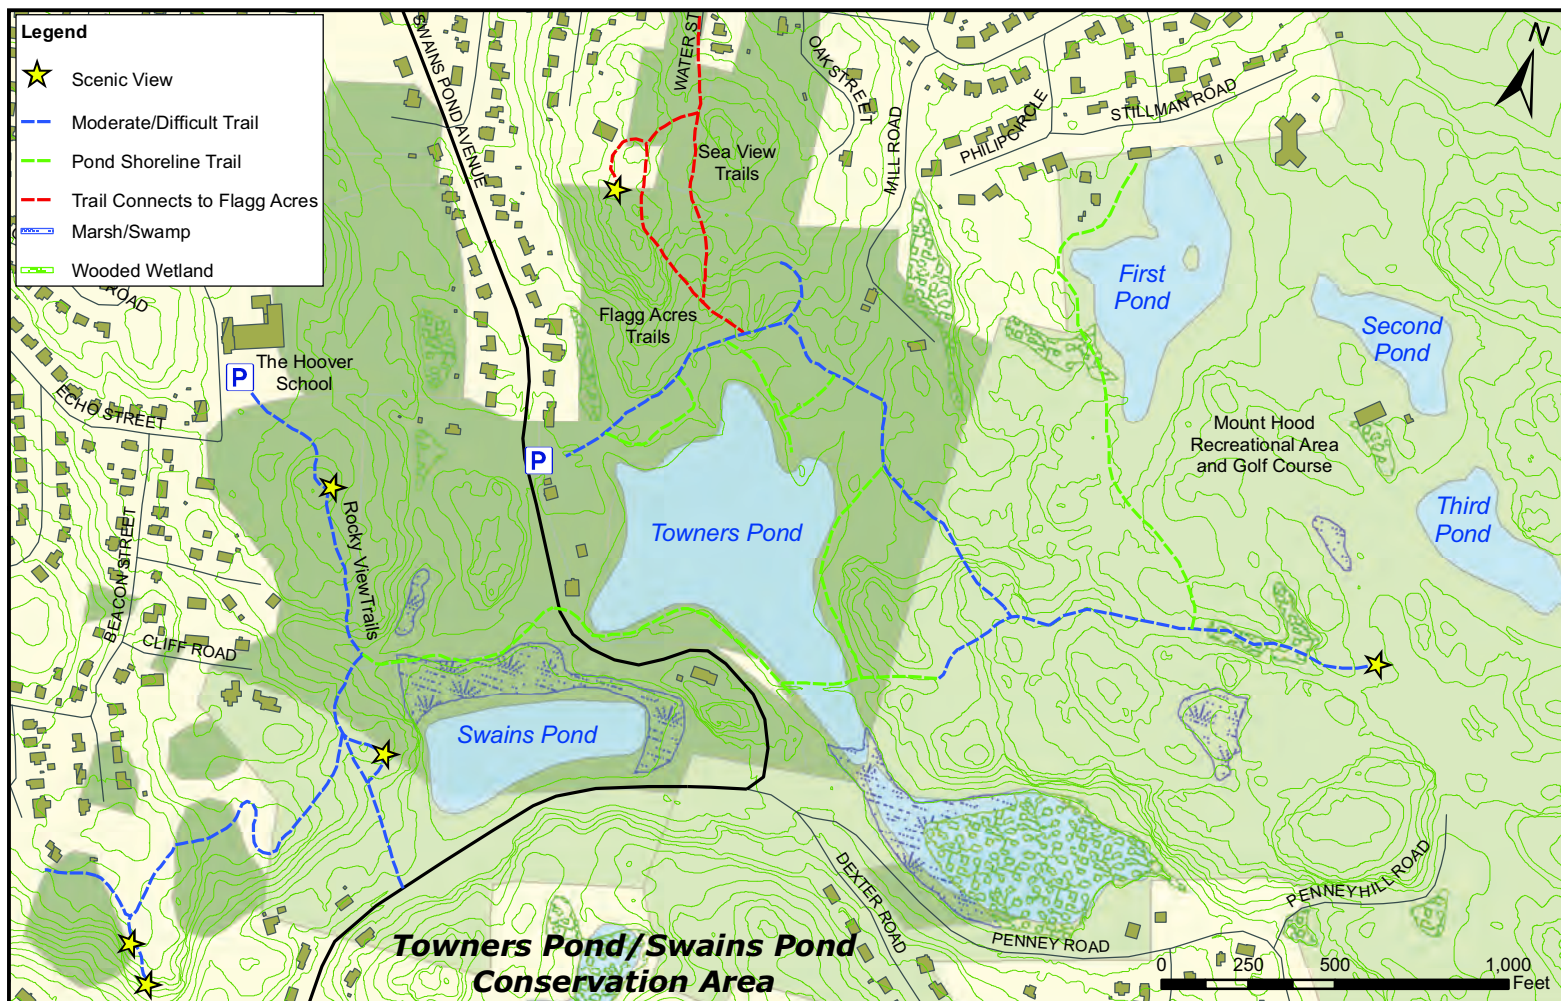 Legend
Scenic View
Moderate/Difficult Trail
Pond Shoreline Trail
Trail Connects to Flagg Acres
Marsh/Swamp
Wooded Wetland
ROAD
SWAINS POND AVENUE
WATER ST
OAK STREET
MILL ROAD
PHILIP CIRCLE
STILLMAN ROAD
N
Sea View
Trails
First
Pond
Second
Pond
Flagg Acres
Trails
The Hoover
School
P
ECHO STREET
Mount Hood
Recreational Area
and Golf Course
P
Third
Pond
Rocky ViewTrails
Towners Pond
BEACON STREET
CLIFF ROAD
Swains Pond
DEXTER ROAD
PENNEY HILL ROAD
PENNEY ROAD
Towners Pond/Swains Pond
Conservation Area
0 250 500 1,000
Feet